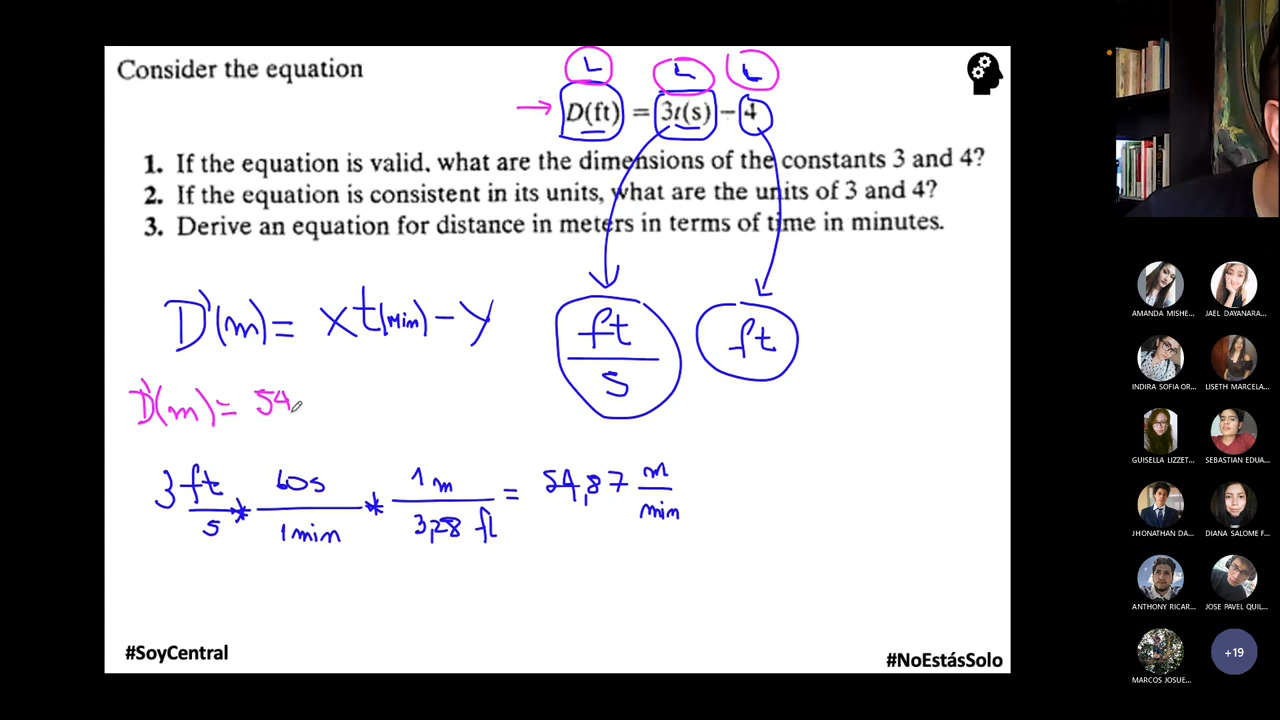 Consider the equation
L L L
→ D(ft) = 3t(s) − 4
1. If the equation is valid, what are the dimensions of the constants 3 and 4?
2. If the equation is consistent in its units, what are the units of 3 and 4?
3. Derive an equation for distance in meters in terms of time in minutes.
D'(m) = xt(min) − y
ft/s
ft
D'(m) = 54
3 ft/s * 60s/1min * 1m/3,28 ft = 54,87 m/min
#SoyCentral
#NoEstásSolo
AMANDA MISHE...
JAEL DAYANARA...
INDIRA SOFIA OR...
LISETH MARCELA...
GUISELLA LIZZET...
SEBASTIAN EDUA...
JHONATHAN DA...
DIANA SALOME F...
ANTHONY RICAR...
JOSE PAVEL QUIL...
MARCOS JOSUE...
+19